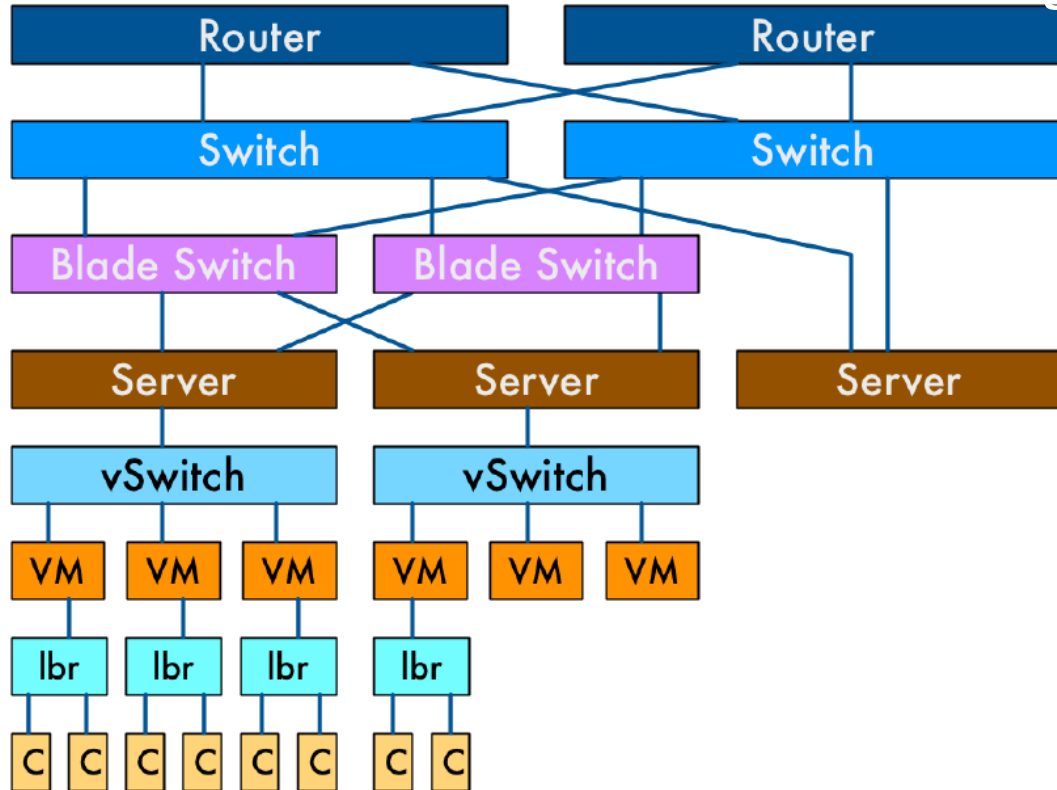 Router Router
Switch Switch
Blade Switch Blade Switch
Server Server Server
vSwitch vSwitch
VM VM VM VM VM VM
lbr lbr lbr lbr
C C C C C C C C